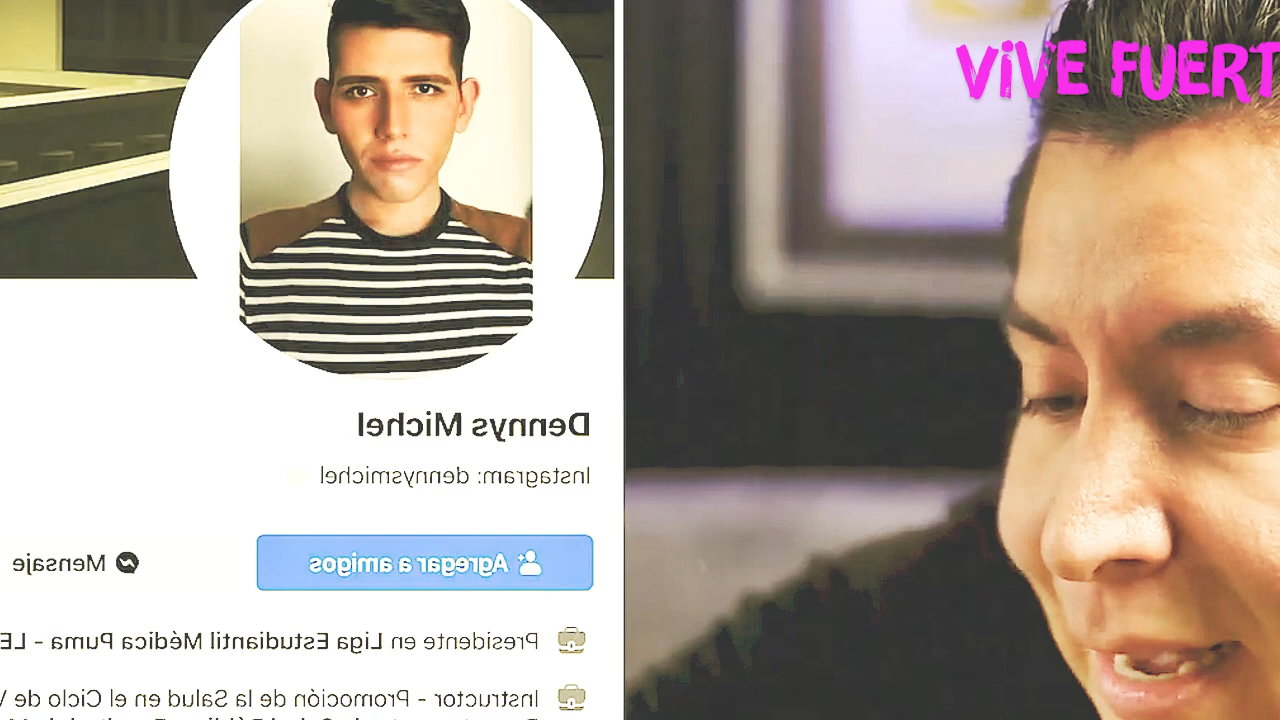 VIVE FUERT
Dennys Michel
Instagram: dennysmichel
Agregar a amigos
Mensaje
Presidente en Liga Estudiantil Médica Puma - LE
Instructor - Promoción de la Salud en el Ciclo de V